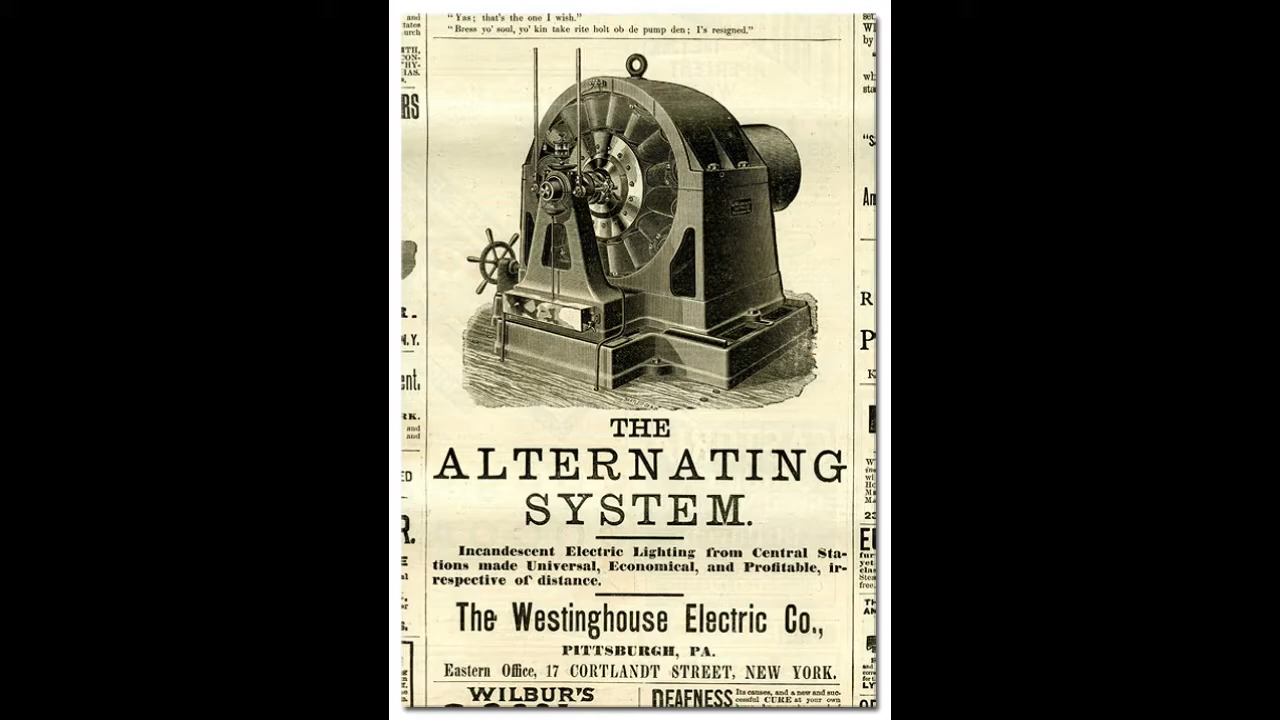 "Yas; that's the one I wish."
"Bress yo' soul, yo' kin take rite holt ob de pump den; I's resigned."
THE
ALTERNATING
SYSTEM.
Incandescent Electric Lighting from Central Sta-
tions made Universal, Economical, and Profitable, ir-
respective of distance.
The Westinghouse Electric Co.,
PITTSBURGH, PA.
Eastern Office, 17 CORTLANDT STREET, NEW YORK.
WILBUR'S
DEAFNESS Its causes, and a new and suc-
cessful CURE at your own